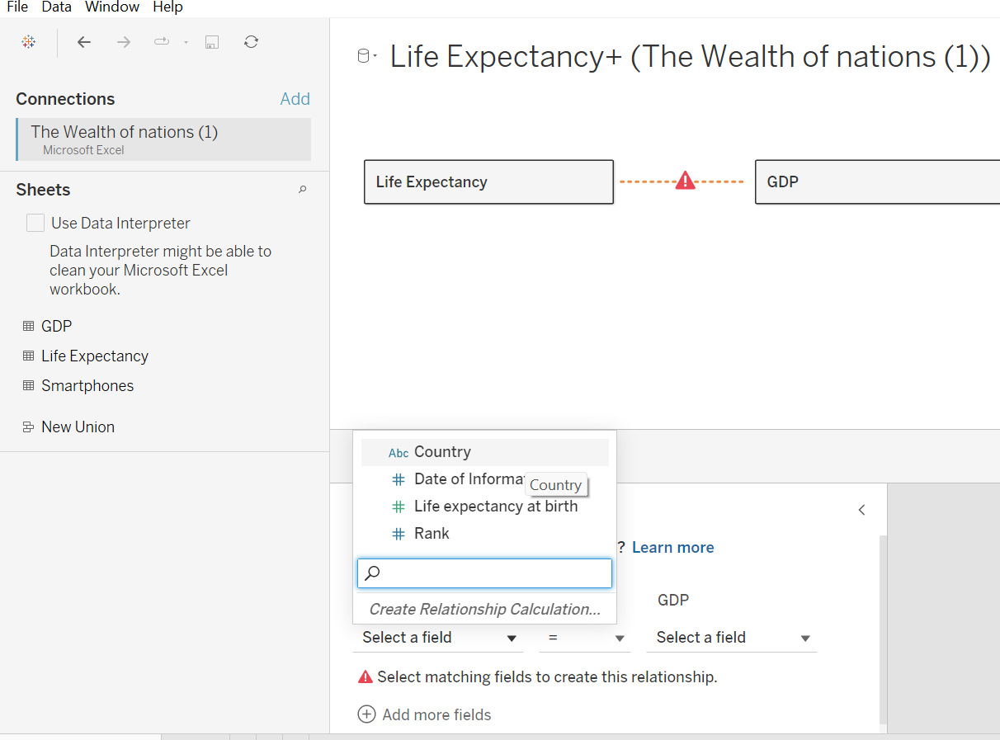 File Data Window Help
Life Expectancy+ (The Wealth of nations (1))
Connections Add
The Wealth of nations (1)
Microsoft Excel
Sheets
Use Data Interpreter
Data Interpreter might be able to
clean your Microsoft Excel
workbook.
GDP
Life Expectancy
Smartphones
New Union
Life Expectancy
GDP
Abc Country
# Date of Informa
Country
# Life expectancy at birth
# Rank
Create Relationship Calculation...
? Learn more
GDP
Select a field = Select a field
Select matching fields to create this relationship.
Add more fields